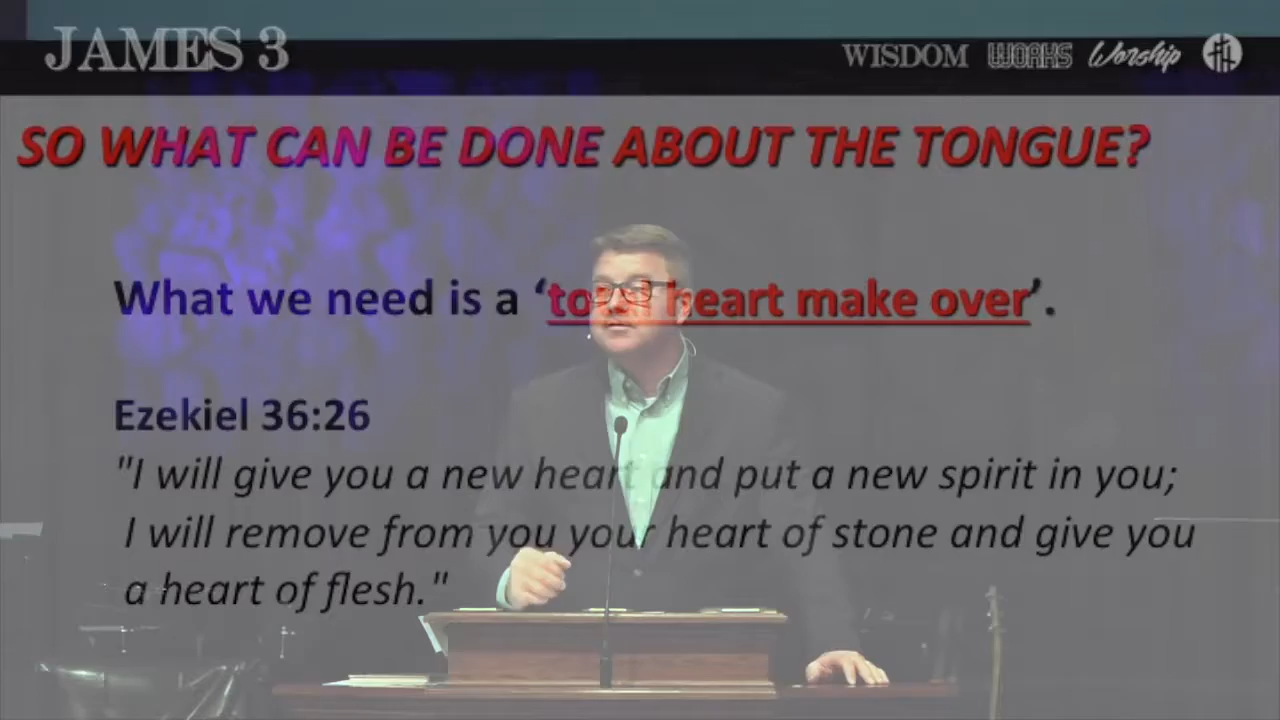 JAMES 3
WISDOM WORKS Worship
SO WHAT CAN BE DONE ABOUT THE TONGUE?
What we need is a ‘to heart make over’.
Ezekiel 36:26
"I will give you a new heart and put a new spirit in you;
I will remove from you your heart of stone and give you
a heart of flesh."